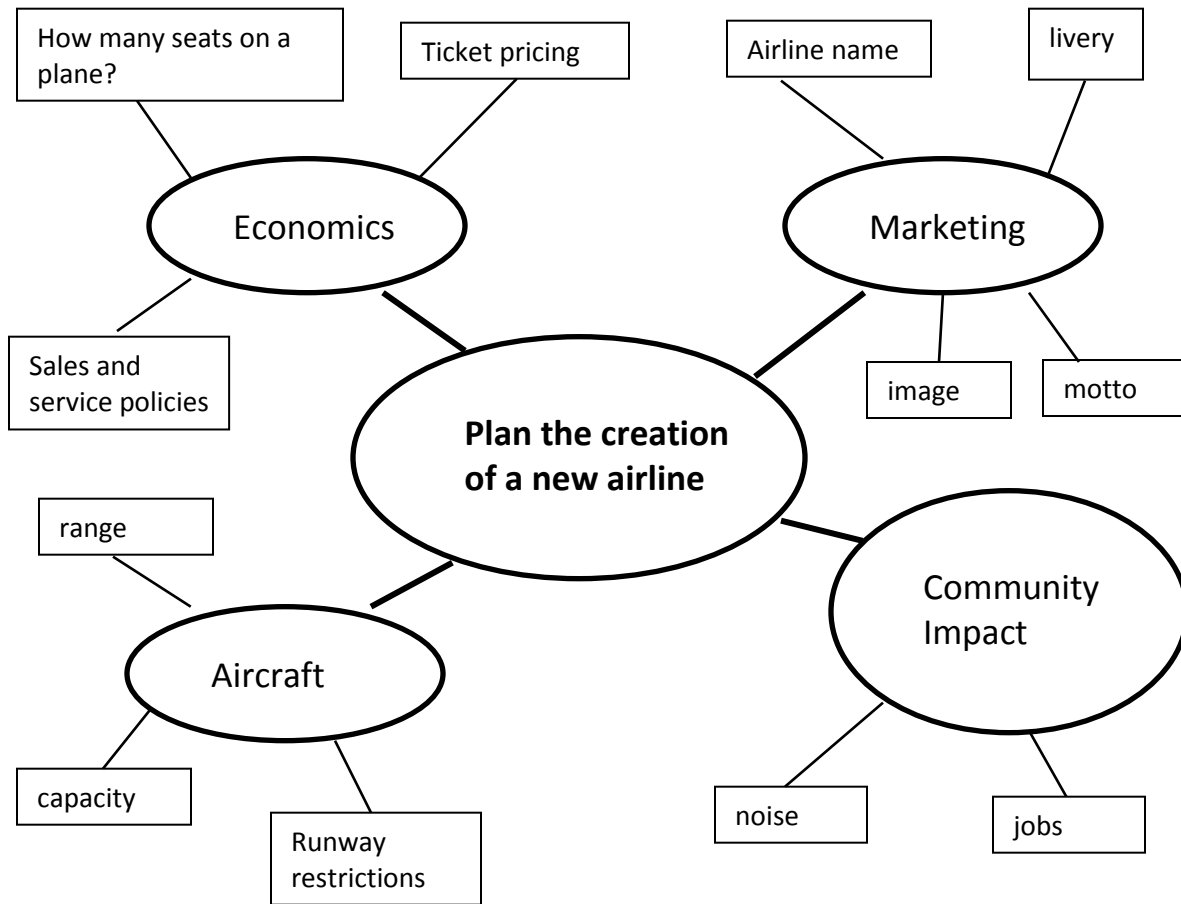 How many seats on a
plane?
Ticket pricing
Airline name
livery
Economics
Marketing
Sales and
service policies
image
motto
Plan the creation
of a new airline
range
Community
Impact
Aircraft
capacity
noise
jobs
Runway
restrictions